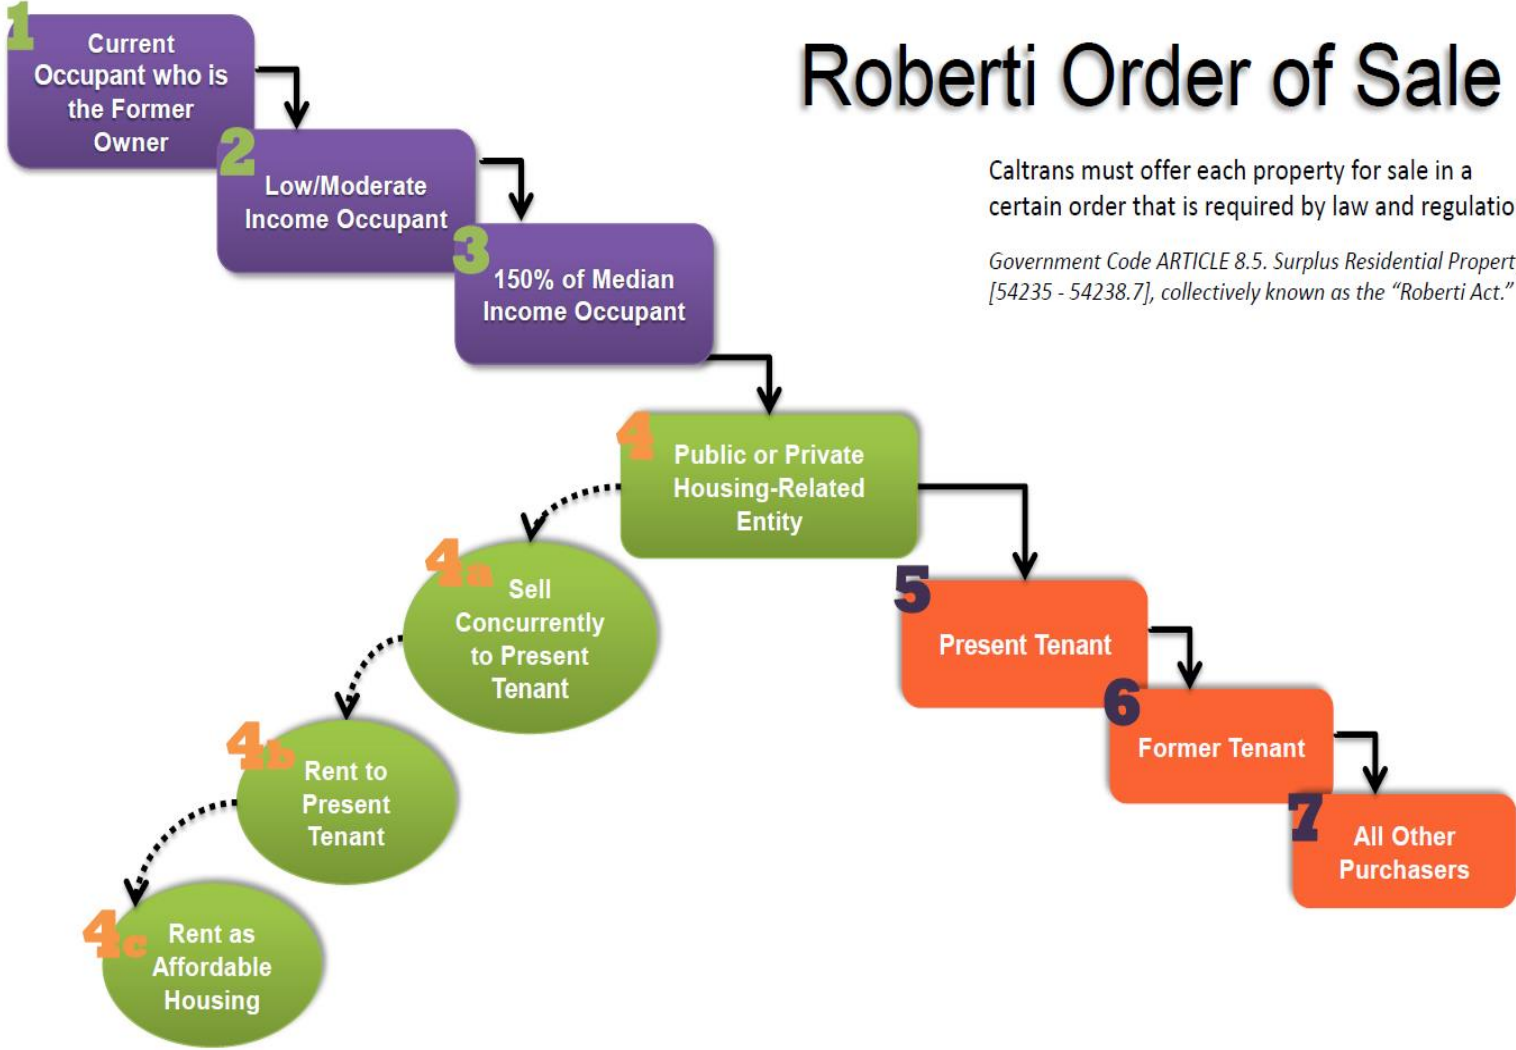 Roberti Order of Sale
Caltrans must offer each property for sale in a
certain order that is required by law and regulatio
Government Code ARTICLE 8.5. Surplus Residential Propert
[54235 - 54238.7], collectively known as the “Roberti Act.”
1
Current
Occupant who is
the Former
Owner
2
Low/Moderate
Income Occupant
3
150% of Median
Income Occupant
4
Public or Private
Housing-Related
Entity
4a
Sell
Concurrently
to Present
Tenant
4b
Rent to
Present
Tenant
4c
Rent as
Affordable
Housing
5
Present Tenant
6
Former Tenant
7
All Other
Purchasers